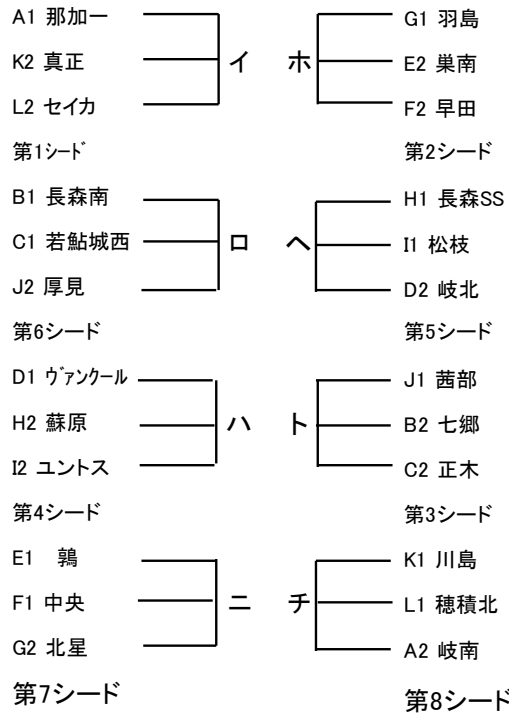 A1 那加一
K2 真正
イ
L2 セイカ
第1シード
B1 長森南
C1 若鮎城西
ロ
J2 厚見
第6シード
D1 ヴァンクール
H2 蘇原
ハ
I2 ユントス
第4シード
E1 鶉
F1 中央
ニ
G2 北星
第7シード
G1 羽島
ホ
E2 巣南
F2 早田
第2シード
H1 長森SS
ヘ
I1 松枝
D2 岐北
第5シード
J1 茜部
ト
B2 七郷
C2 正木
第3シード
K1 川島
チ
L1 穂積北
A2 岐南
第8シード